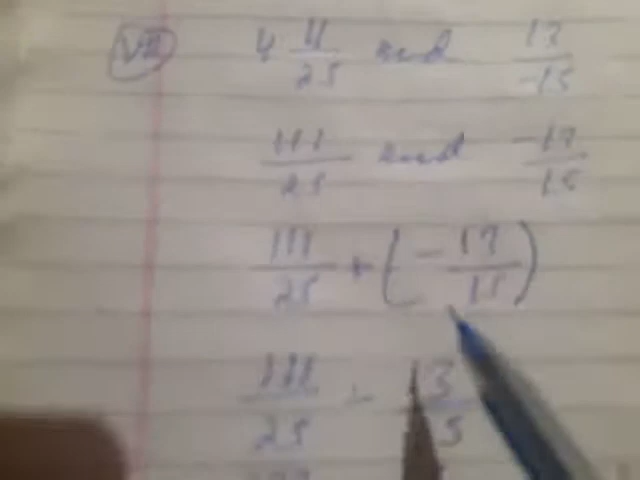 VII 4 11/25 and 17/-15
111/25 and -17/15
111/25 + (-17/15)
111/25 -